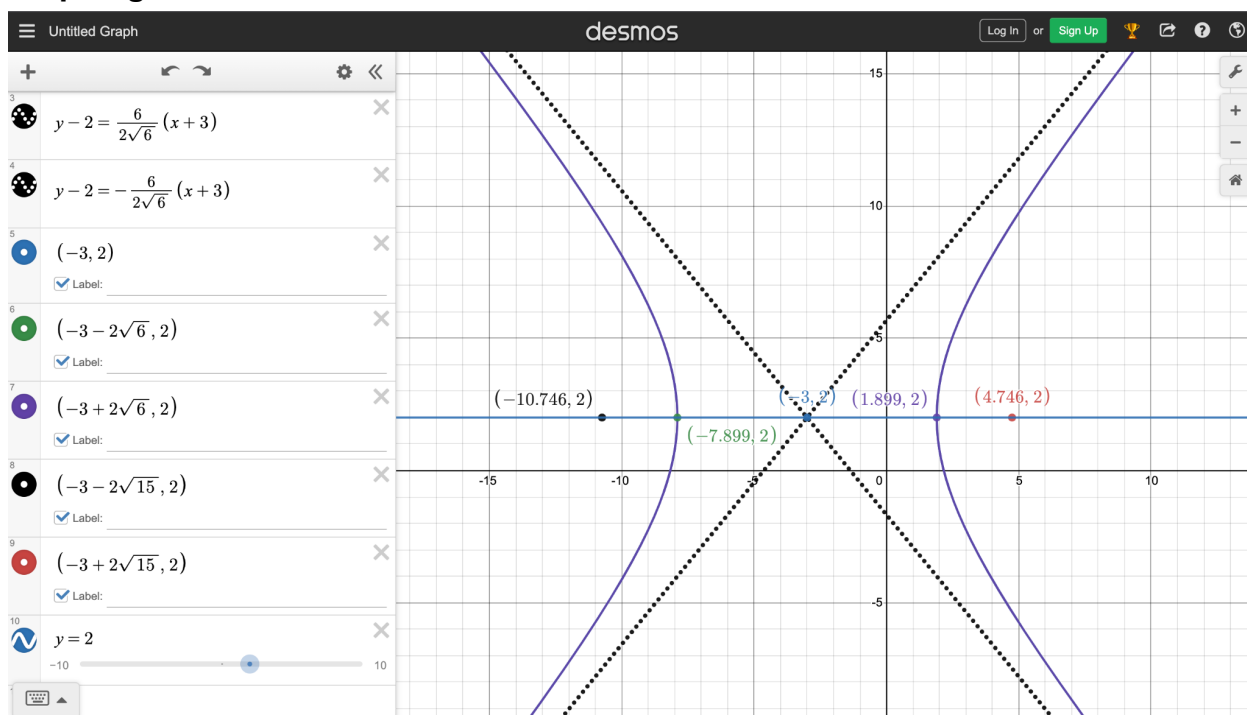 Untitled Graph
desmos
Log In or Sign Up
3
y − 2 = 6/(2√6) (x + 3)
4
y − 2 = − 6/(2√6) (x + 3)
5
(−3, 2)
Label:
6
(−3 − 2√6, 2)
Label:
7
(−3 + 2√6, 2)
Label:
8
(−3 − 2√15, 2)
Label:
9
(−3 + 2√15, 2)
Label:
10
y = 2
−10 10
15
10
5
(−10.746, 2) (−3, 2) (1.899, 2) (4.746, 2)
(−7.899, 2)
-15 -10 -5 0 5 10
-5